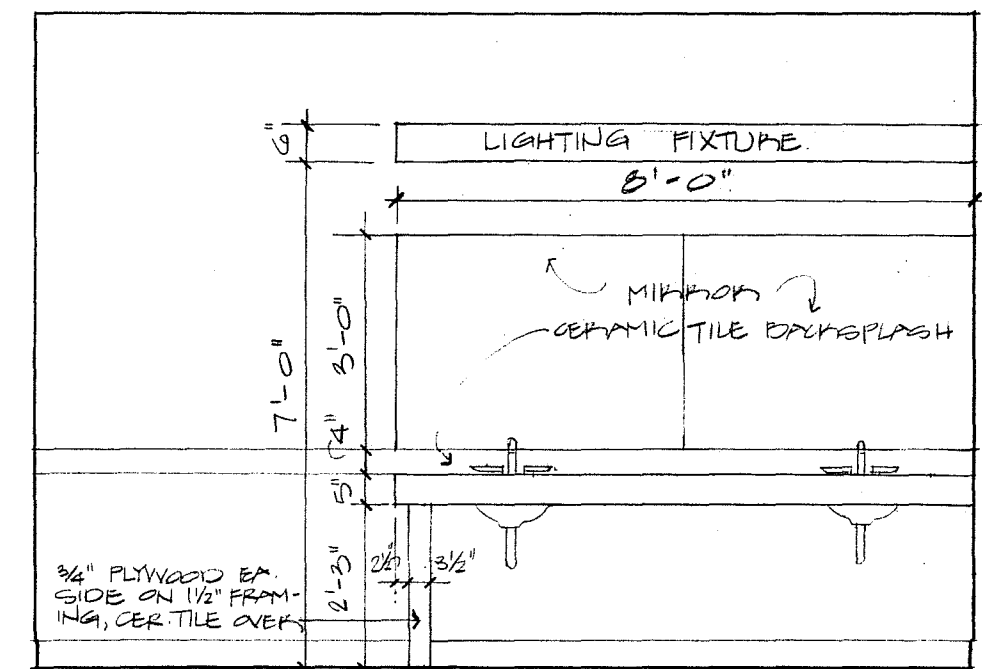 6"
LIGHTING FIXTURE
8'-0"
MIRROR
CERAMIC TILE BACKSPLASH
7'-0"
3'-0"
4"
5"
2'-3"
2½"
3½"
¾" PLYWOOD EA.
SIDE ON 1½" FRAM-
ING, CER. TILE OVER